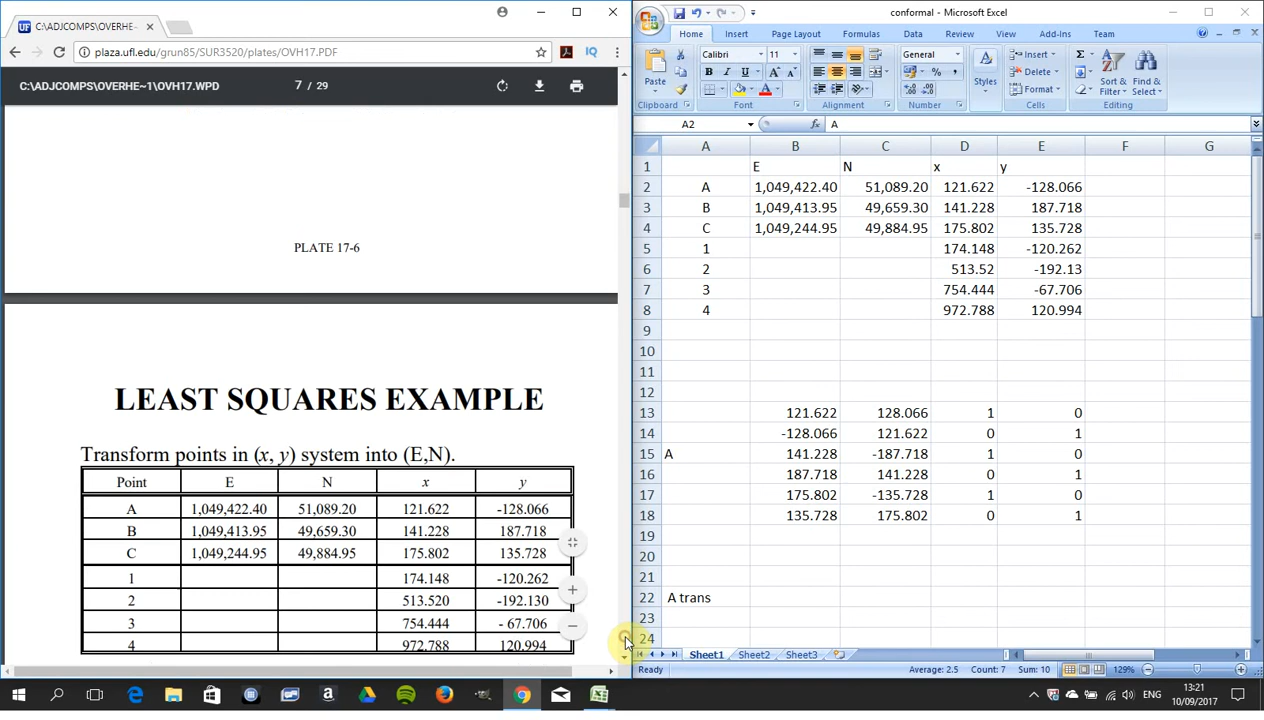 C:\ADJCOMPS\OVERHE-
plaza.ufl.edu/grun85/SUR3520/plates/OVH17.PDF
IQ
C:\ADJCOMPS\OVERHE~1\OVH17.WPD
7 / 29
PLATE 17-6
LEAST SQUARES EXAMPLE
Transform points in (x, y) system into (E,N).
Point E N x y
A 1,049,422.40 51,089.20 121.622 -128.066
B 1,049,413.95 49,659.30 141.228 187.718
C 1,049,244.95 49,884.95 175.802 135.728
1 174.148 -120.262
2 513.520 -192.130
3 754.444 - 67.706
4 972.788 120.994
conformal - Microsoft Excel
Home Insert Page Layout Formulas Data Review View Add-Ins Team
Paste
Calibri 11
B I U
General
Styles
Insert
Delete
Format
Sort & Filter
Find & Select
Clipboard Font Alignment Number Cells Editing
A2 fx A
A B C D E F G
1 E N x y
2 A 1,049,422.40 51,089.20 121.622 -128.066
3 B 1,049,413.95 49,659.30 141.228 187.718
4 C 1,049,244.95 49,884.95 175.802 135.728
5 1 174.148 -120.262
6 2 513.52 -192.13
7 3 754.444 -67.706
8 4 972.788 120.994
9
10
11
12
13 121.622 128.066 1 0
14 -128.066 121.622 0 1
15 A 141.228 -187.718 1 0
16 187.718 141.228 0 1
17 175.802 -135.728 1 0
18 135.728 175.802 0 1
19
20
21
22 A trans
23
24
Sheet1 Sheet2 Sheet3
Ready Average: 2.5 Count: 7 Sum: 10 129%
ENG
13:21
10/09/2017